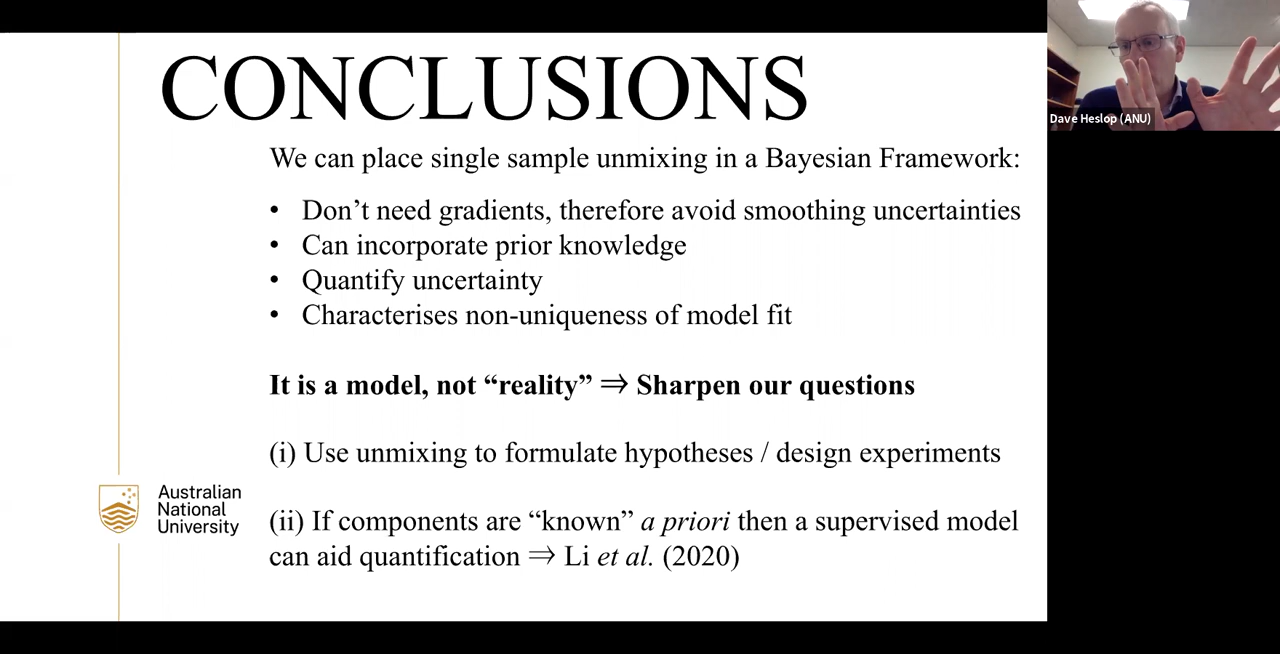 CONCLUSIONS
We can place single sample unmixing in a Bayesian Framework:
• Don’t need gradients, therefore avoid smoothing uncertainties
• Can incorporate prior knowledge
• Quantify uncertainty
• Characterises non-uniqueness of model fit
It is a model, not “reality” ⇒ Sharpen our questions
(i) Use unmixing to formulate hypotheses / design experiments
(ii) If components are “known” a priori then a supervised model
can aid quantification ⇒ Li et al. (2020)
Australian
National
University
Dave Heslop (ANU)